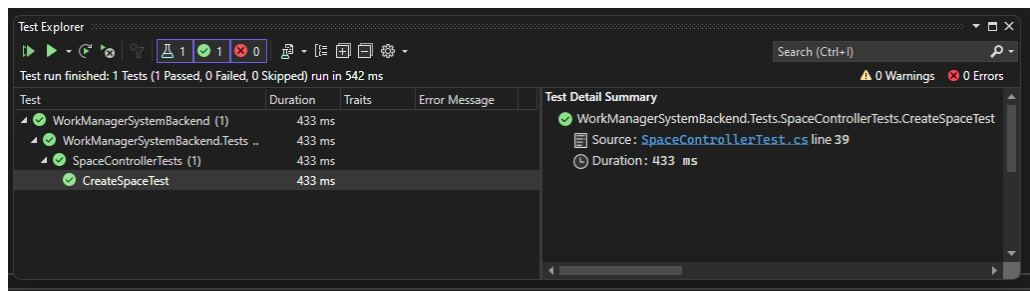 Test Explorer
1 1 0 Search (Ctrl+I)
Test run finished: 1 Tests (1 Passed, 0 Failed, 0 Skipped) run in 542 ms 0 Warnings 0 Errors
Test Duration Traits Error Message
WorkManagerSystemBackend (1) 433 ms
WorkManagerSystemBackend.Tests .. 433 ms
SpaceControllerTests (1) 433 ms
CreateSpaceTest 433 ms
Test Detail Summary
WorkManagerSystemBackend.Tests.SpaceControllerTests.CreateSpaceTest
Source: SpaceControllerTest.cs line 39
Duration: 433 ms